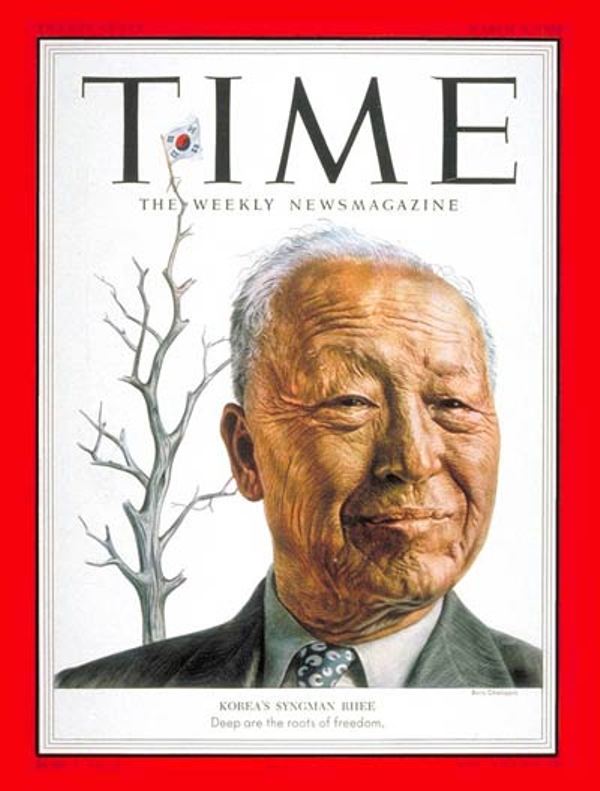 TIME
THE WEEKLY NEWSMAGAZINE
KOREA'S SYNGMAN RHEE
Deep are the roots of freedom.